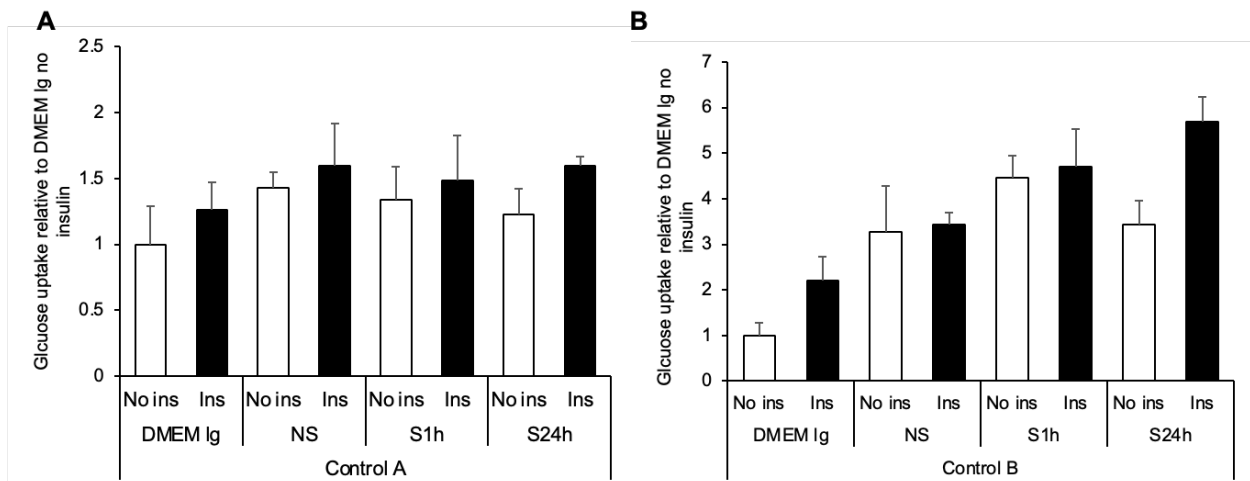 A
Glcuose uptake relative to DMEM lg no
insulin
2.5
2
1.5
1
0.5
0
No ins Ins No ins Ins No ins Ins No ins Ins
DMEM lg NS S1h S24h
Control A
B
Glcuose uptake relative to DMEM lg no
insulin
7
6
5
4
3
2
1
0
No ins Ins No ins Ins No ins Ins No ins Ins
DMEM lg NS S1h S24h
Control B